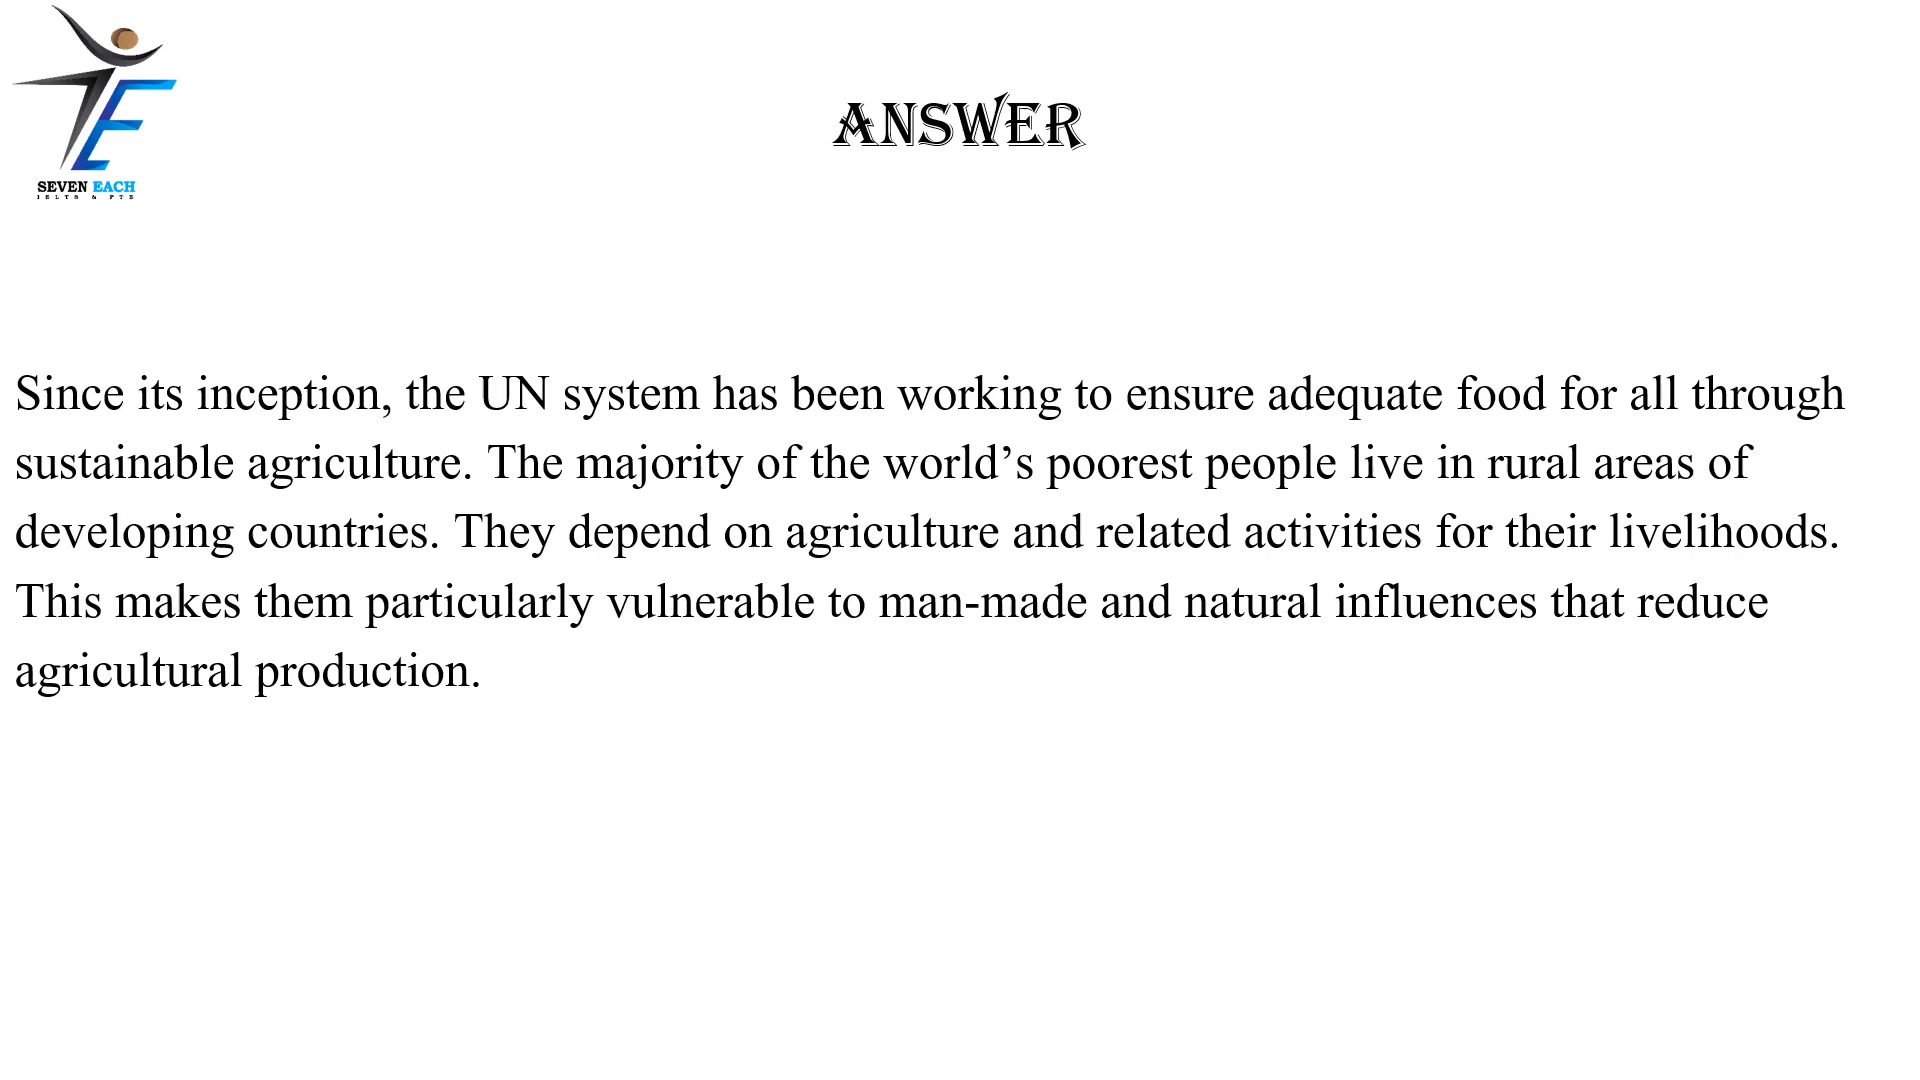 SEVEN EACH
IELTS & PTE
ANSWER
Since its inception, the UN system has been working to ensure adequate food for all through
sustainable agriculture. The majority of the world’s poorest people live in rural areas of
developing countries. They depend on agriculture and related activities for their livelihoods.
This makes them particularly vulnerable to man-made and natural influences that reduce
agricultural production.